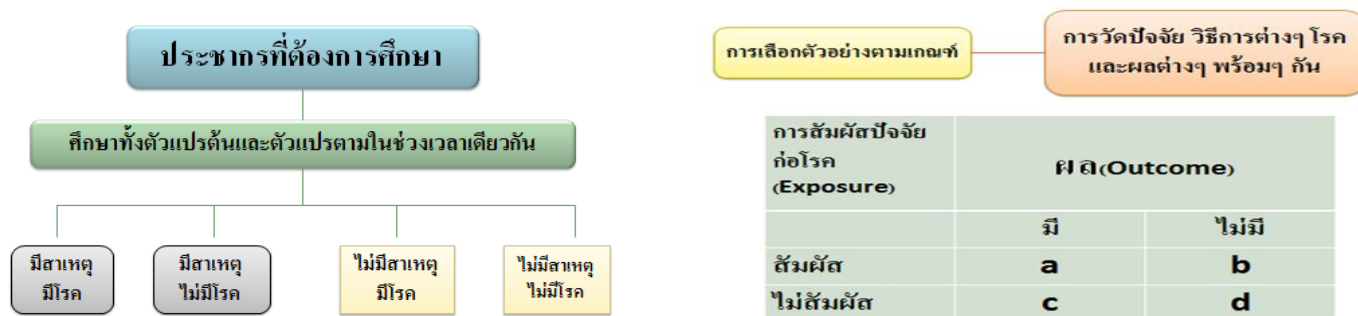 ประชากรที่ต้องการศึกษา
ศึกษาทั้งตัวแปรต้นและตัวแปรตามในช่วงเวลาเดียวกัน
มีสาเหตุ
มีโรค
มีสาเหตุ
ไม่มีโรค
ไม่มีสาเหตุ
มีโรค
ไม่มีสาเหตุ
ไม่มีโรค
การเลือกตัวอย่างตามเกณฑ์
การวัดปัจจัย วิธีการต่างๆ โรค
และผลต่างๆ พร้อมๆ กัน
การสัมผัสปัจจัย
ก่อโรค
(Exposure)
ผล(Outcome)
มี
ไม่มี
สัมผัส
a
b
ไม่สัมผัส
c
d